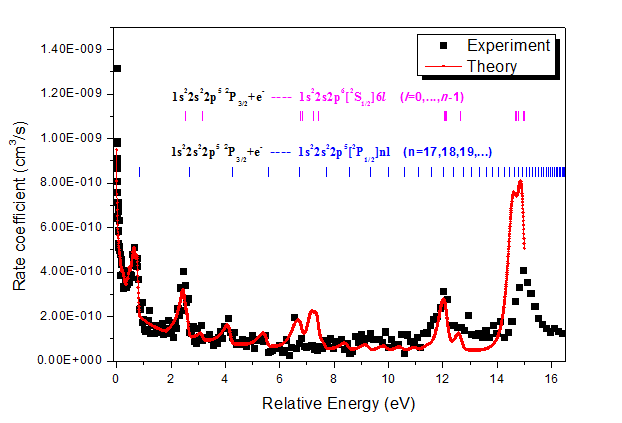 1.40E-009
1.20E-009
1.00E-009
8.00E-010
6.00E-010
4.00E-010
2.00E-010
0.00E+000
Rate coefficient (cm³/s)
Experiment
Theory
1s²2s²2p⁵ ²P₃/₂+e⁻ ---- 1s²2s2p⁶[²S₁/₂]6l (l=0,...,n-1)
1s²2s²2p⁵ ²P₃/₂+e⁻ ---- 1s²2s²2p⁵[²P₁/₂]nl (n=17,18,19,...)
0 2 4 6 8 10 12 14 16
Relative Energy (eV)